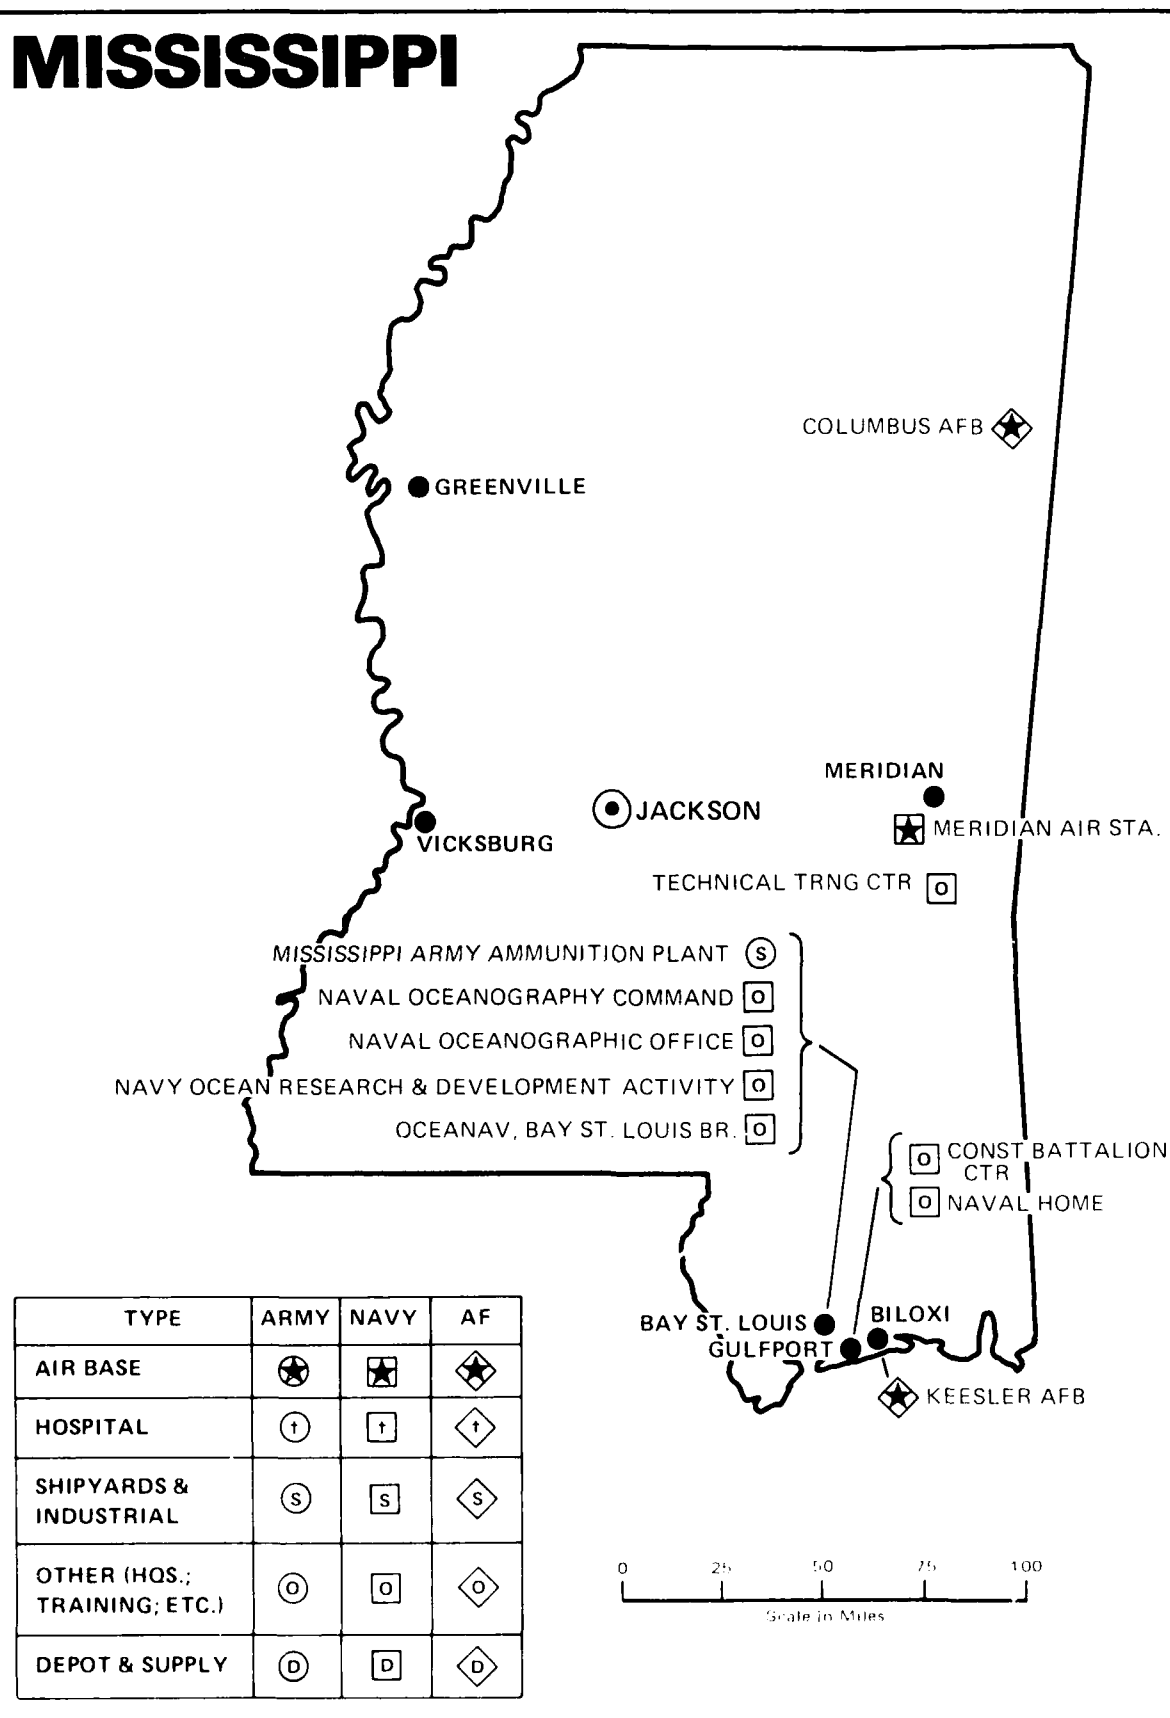 MISSISSIPPI
COLUMBUS AFB
GREENVILLE
MERIDIAN
JACKSON
VICKSBURG
MERIDIAN AIR STA.
TECHNICAL TRNG CTR O
MISSISSIPPI ARMY AMMUNITION PLANT S
NAVAL OCEANOGRAPHY COMMAND O
NAVAL OCEANOGRAPHIC OFFICE O
NAVY OCEAN RESEARCH & DEVELOPMENT ACTIVITY O
OCEANAV, BAY ST. LOUIS BR. O
O CONST BATTALION
CTR
O NAVAL HOME
BILOXI
BAY ST. LOUIS
GULFPORT
KEESLER AFB
TYPE ARMY NAVY AF
AIR BASE
HOSPITAL † † †
SHIPYARDS &
INDUSTRIAL S S S
OTHER (HQS.;
TRAINING; ETC.) O O O
DEPOT & SUPPLY D D D
0 25 50 75 100
Scale in Miles